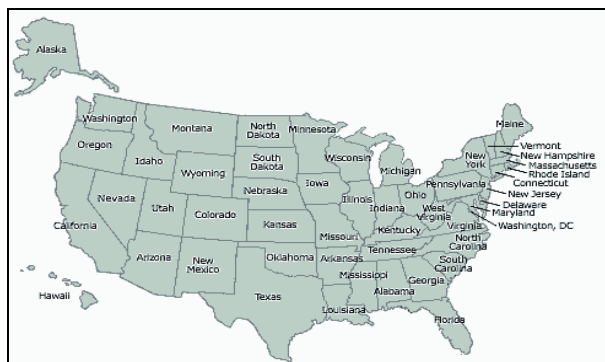 Alaska
Washington
Montana
North
Dakota
Minnesota
Maine
Oregon
Idaho
Wyoming
South
Dakota
Wisconsin
Michigan
New
York
Vermont
New Hampshire
Massachusetts
Rhode Island
Connecticut
Nevada
Utah
Colorado
Nebraska
Iowa
Illinois
Indiana
Ohio
Pennsylvania
New Jersey
Delaware
Maryland
Washington, DC
California
Kansas
Missouri
Kentucky
West
Virginia
Virginia
North
Carolina
Arizona
New
Mexico
Oklahoma
Arkansas
Tennessee
South
Carolina
Hawaii
Texas
Louisiana
Mississippi
Alabama
Georgia
Florida